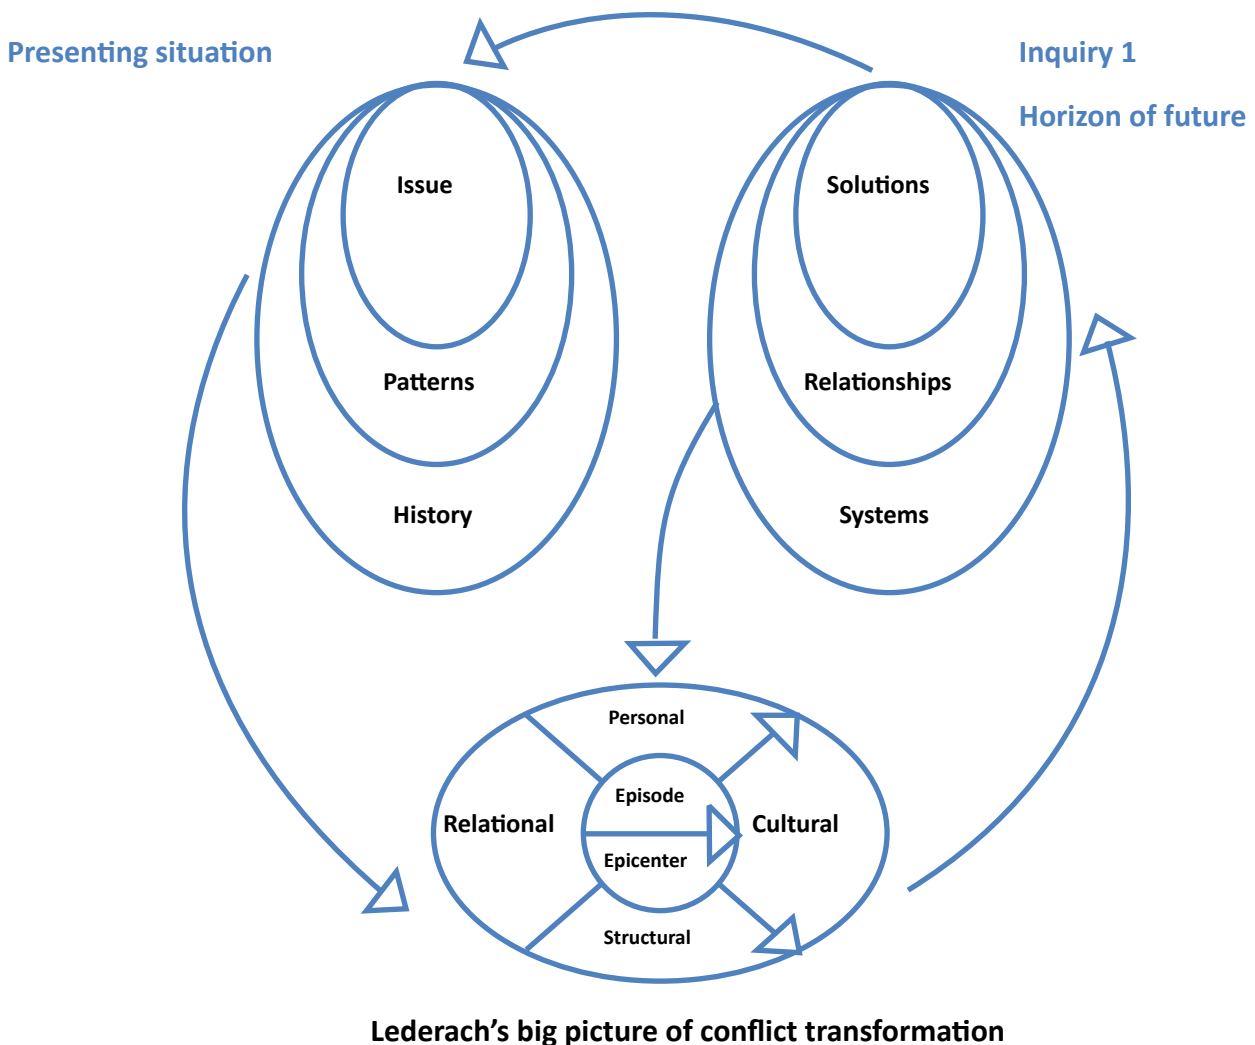 Presenting situation
Inquiry 1
Horizon of future
Issue
Patterns
History
Solutions
Relationships
Systems
Personal
Episode
Relational
Cultural
Epicenter
Structural
Lederach’s big picture of conflict transformation